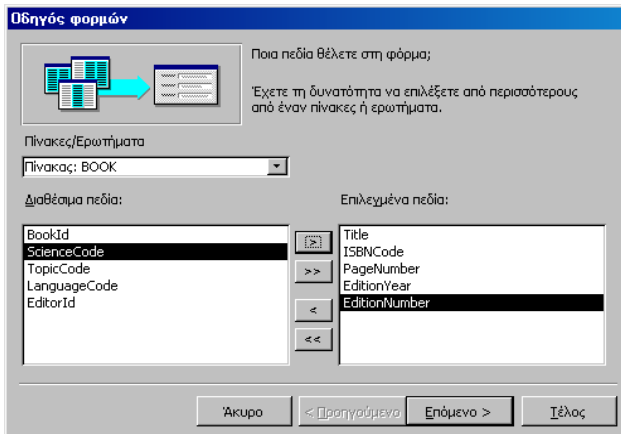 Οδηγός φορμών
Ποια πεδία θέλετε στη φόρμα;
Έχετε τη δυνατότητα να επιλέξετε από περισσότερους
από έναν πίνακες ή ερωτήματα.
Πίνακες/Ερωτήματα
Πίνακας: BOOK
Διαθέσιμα πεδία:
Επιλεγμένα πεδία:
BookId
ScienceCode
TopicCode
LanguageCode
EditorId
>
>>
<
<<
Title
ISBNCode
PageNumber
EditionYear
EditionNumber
Άκυρο
< Προηγούμενο
Επόμενο >
Τέλος